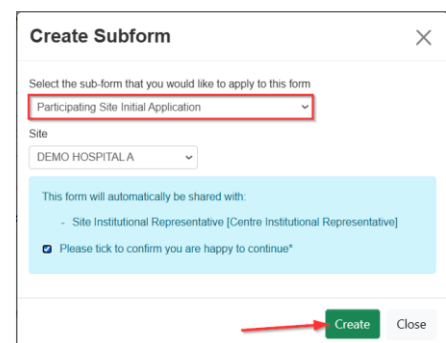 Create Subform
Select the sub-form that you would like to apply to this form
Participating Site Initial Application
Site
DEMO HOSPITAL A
This form will automatically be shared with:
- Site Institutional Representative [Centre Institutional Representative]
Please tick to confirm you are happy to continue*
Create Close